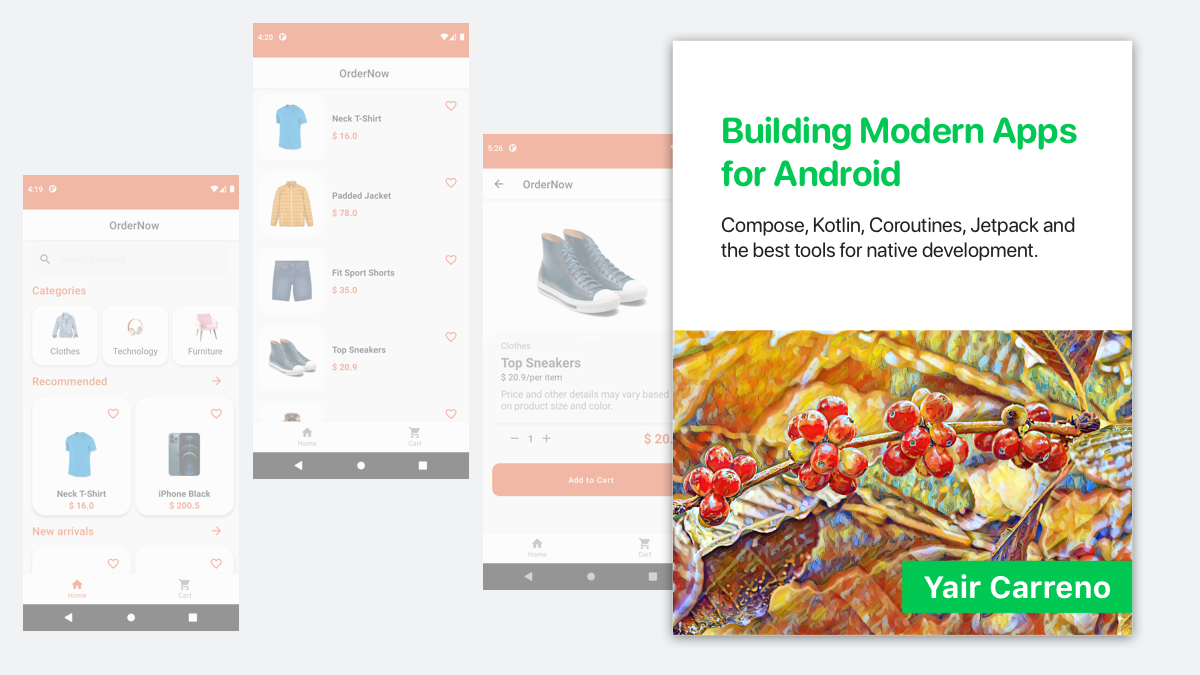 4:19
OrderNow
Categories
Clothes
Technology
Furniture
Recommended
Neck T-Shirt
$ 16.0
iPhone Black
$ 200.5
New arrivals
Home
Cart
4:20
OrderNow
Neck T-Shirt
$ 16.0
Padded Jacket
$ 78.0
Fit Sport Shorts
$ 35.0
Top Sneakers
$ 20.9
Home
Cart
5:26
OrderNow
Clothes
Top Sneakers
$ 20.9/per item
Price and other details may vary based
on product size and color.
1
$ 20.
Add to Cart
Home
Cart
Building Modern Apps
for Android
Compose, Kotlin, Coroutines, Jetpack and
the best tools for native development.
Yair Carreno